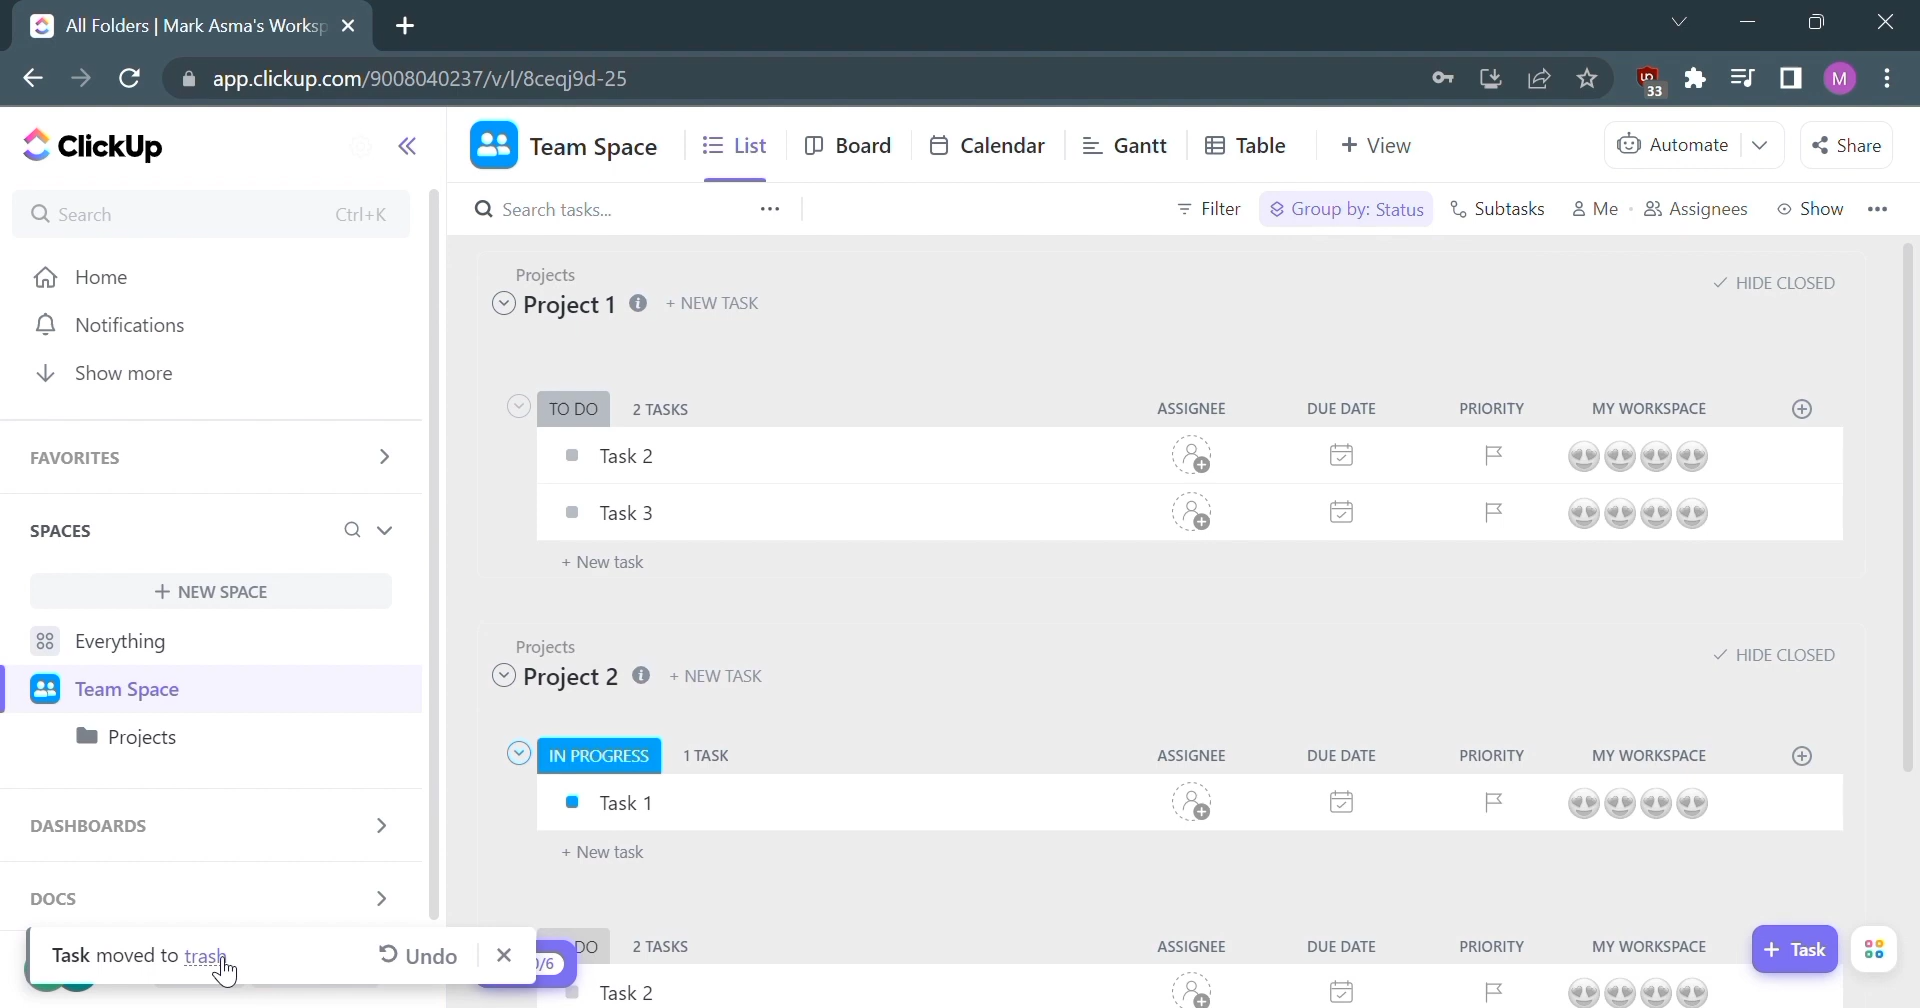 All Folders | Mark Asma's Worksp
app.clickup.com/9008040237/v/l/8ceqj9d-25
33
M
ClickUp
Team Space
List
Board
Calendar
Gantt
Table
+ View
Automate
Share
Search
Ctrl+K
Search tasks...
Filter
Group by: Status
Subtasks
Me
Assignees
Show
Home
Notifications
Show more
FAVORITES
SPACES
+ NEW SPACE
Everything
Team Space
Projects
DASHBOARDS
DOCS
Projects
Project 1
+ NEW TASK
HIDE CLOSED
TO DO
2 TASKS
ASSIGNEE
DUE DATE
PRIORITY
MY WORKSPACE
Task 2
Task 3
+ New task
Projects
Project 2
+ NEW TASK
HIDE CLOSED
IN PROGRESS
1 TASK
ASSIGNEE
DUE DATE
PRIORITY
MY WORKSPACE
Task 1
+ New task
DO
2 TASKS
ASSIGNEE
DUE DATE
PRIORITY
MY WORKSPACE
Task 2
Task moved to trash
Undo
/6
+ Task